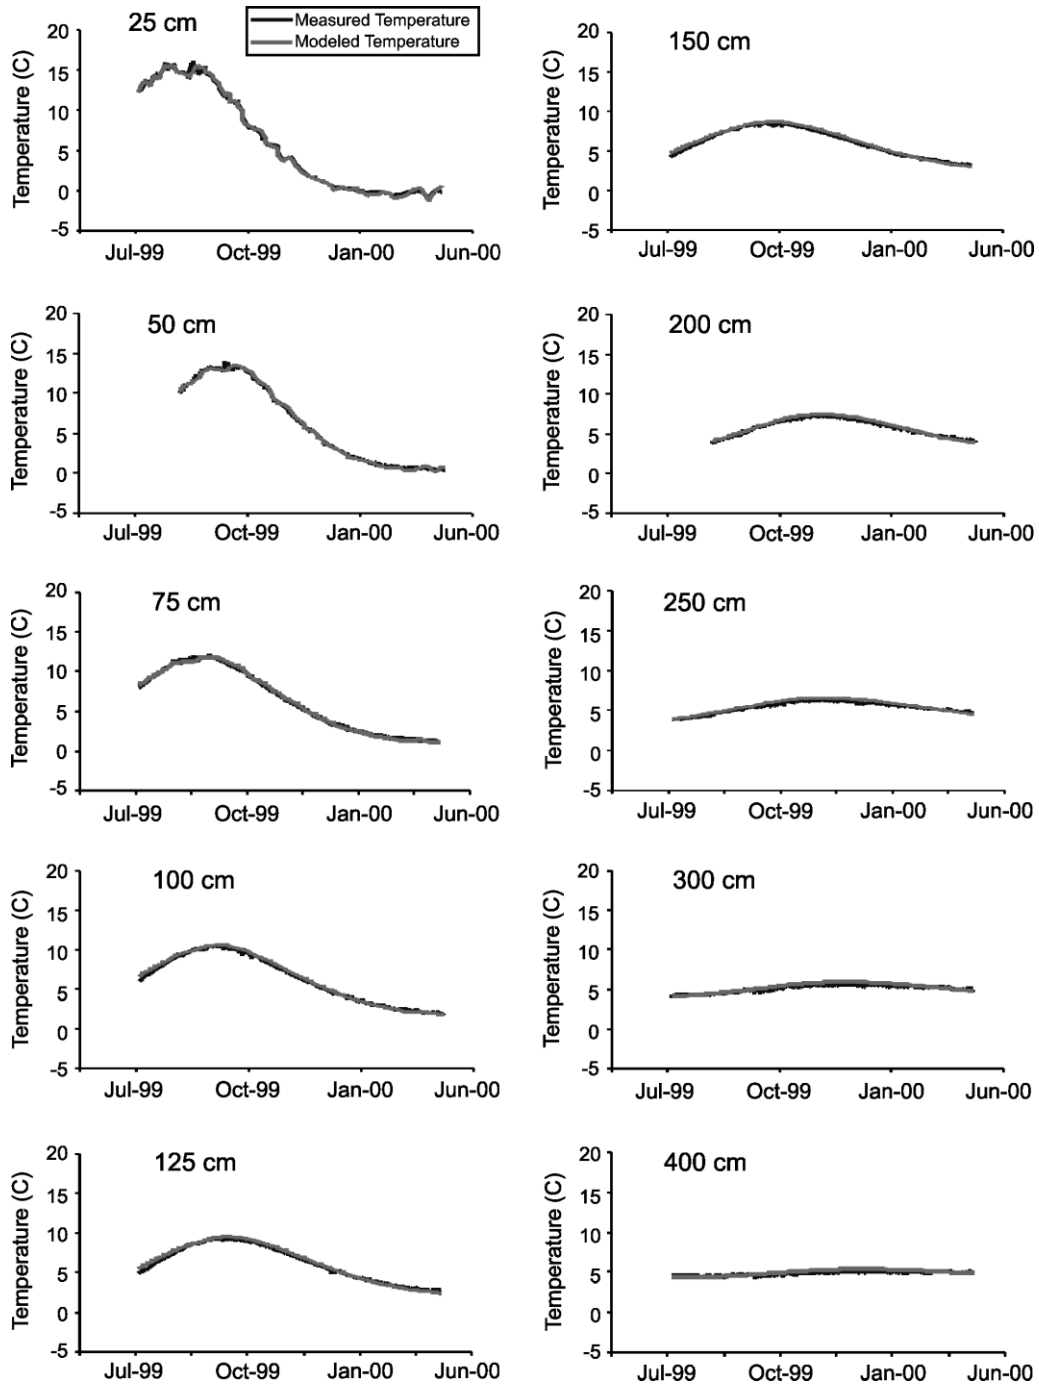 25 cm
Measured Temperature
Modeled Temperature
Temperature (C)
20
15
10
5
0
-5
Jul-99 Oct-99 Jan-00 Jun-00
150 cm
Temperature (C)
20
15
10
5
0
-5
Jul-99 Oct-99 Jan-00 Jun-00
50 cm
Temperature (C)
20
15
10
5
0
-5
Jul-99 Oct-99 Jan-00 Jun-00
200 cm
Temperature (C)
20
15
10
5
0
-5
Jul-99 Oct-99 Jan-00 Jun-00
75 cm
Temperature (C)
20
15
10
5
0
-5
Jul-99 Oct-99 Jan-00 Jun-00
250 cm
Temperature (C)
20
15
10
5
0
-5
Jul-99 Oct-99 Jan-00 Jun-00
100 cm
Temperature (C)
20
15
10
5
0
-5
Jul-99 Oct-99 Jan-00 Jun-00
300 cm
Temperature (C)
20
15
10
5
0
-5
Jul-99 Oct-99 Jan-00 Jun-00
125 cm
Temperature (C)
20
15
10
5
0
-5
Jul-99 Oct-99 Jan-00 Jun-00
400 cm
Temperature (C)
20
15
10
5
0
-5
Jul-99 Oct-99 Jan-00 Jun-00